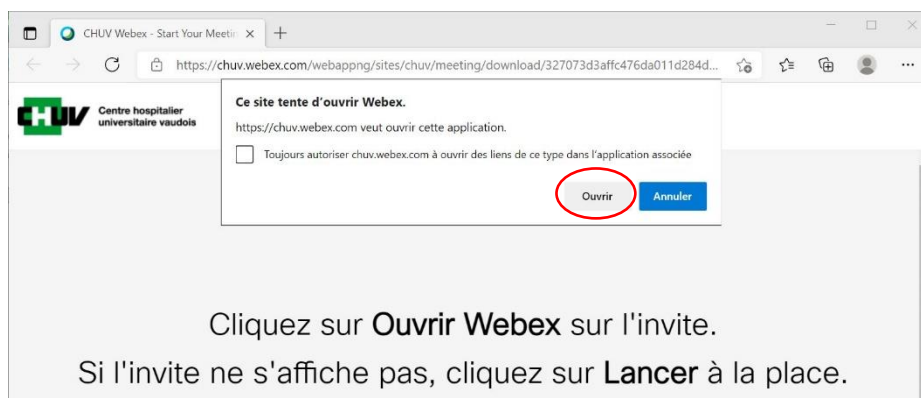 CHUV Webex - Start Your Meetin
https://chuv.webex.com/webappng/sites/chuv/meeting/download/327073d3affc476da011d284d...
CHUV
Centre hospitalier
universitaire vaudois
Ce site tente d'ouvrir Webex.
https://chuv.webex.com veut ouvrir cette application.
Toujours autoriser chuv.webex.com à ouvrir des liens de ce type dans l'application associée
Ouvrir Annuler
Cliquez sur Ouvrir Webex sur l'invite.
Si l'invite ne s'affiche pas, cliquez sur Lancer à la place.